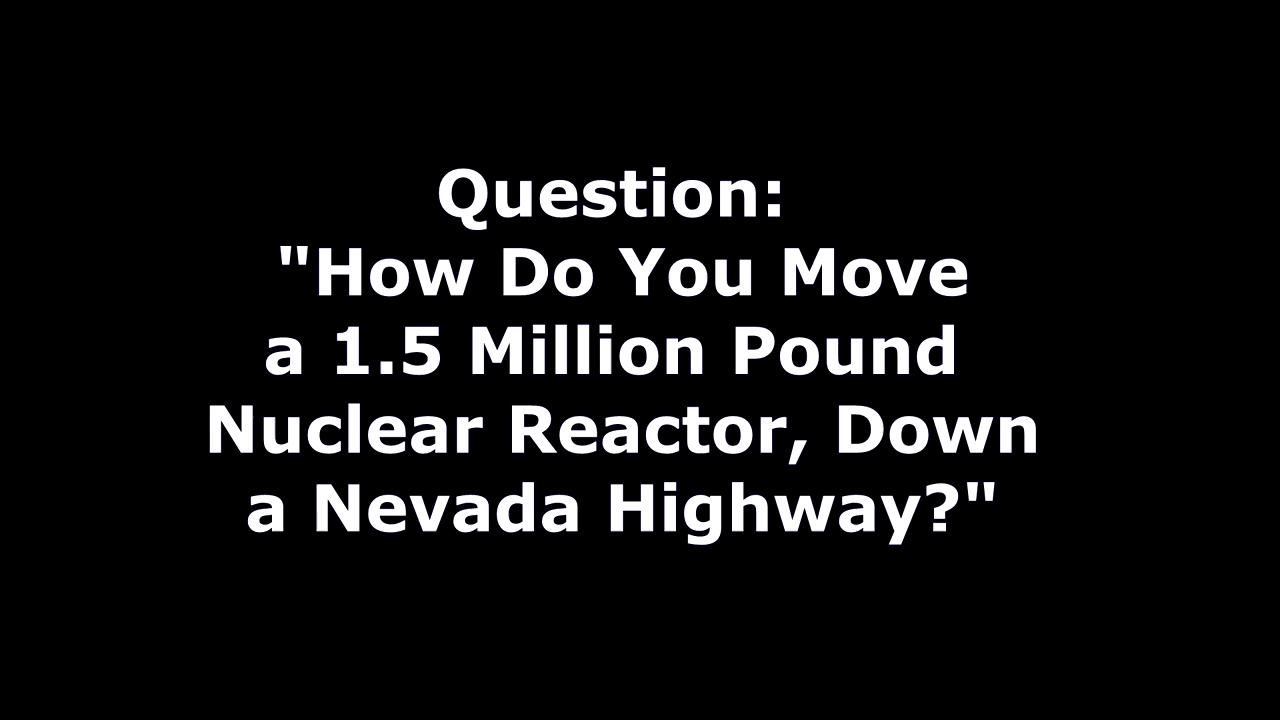 Question:
"How Do You Move
a 1.5 Million Pound
Nuclear Reactor, Down
a Nevada Highway?"